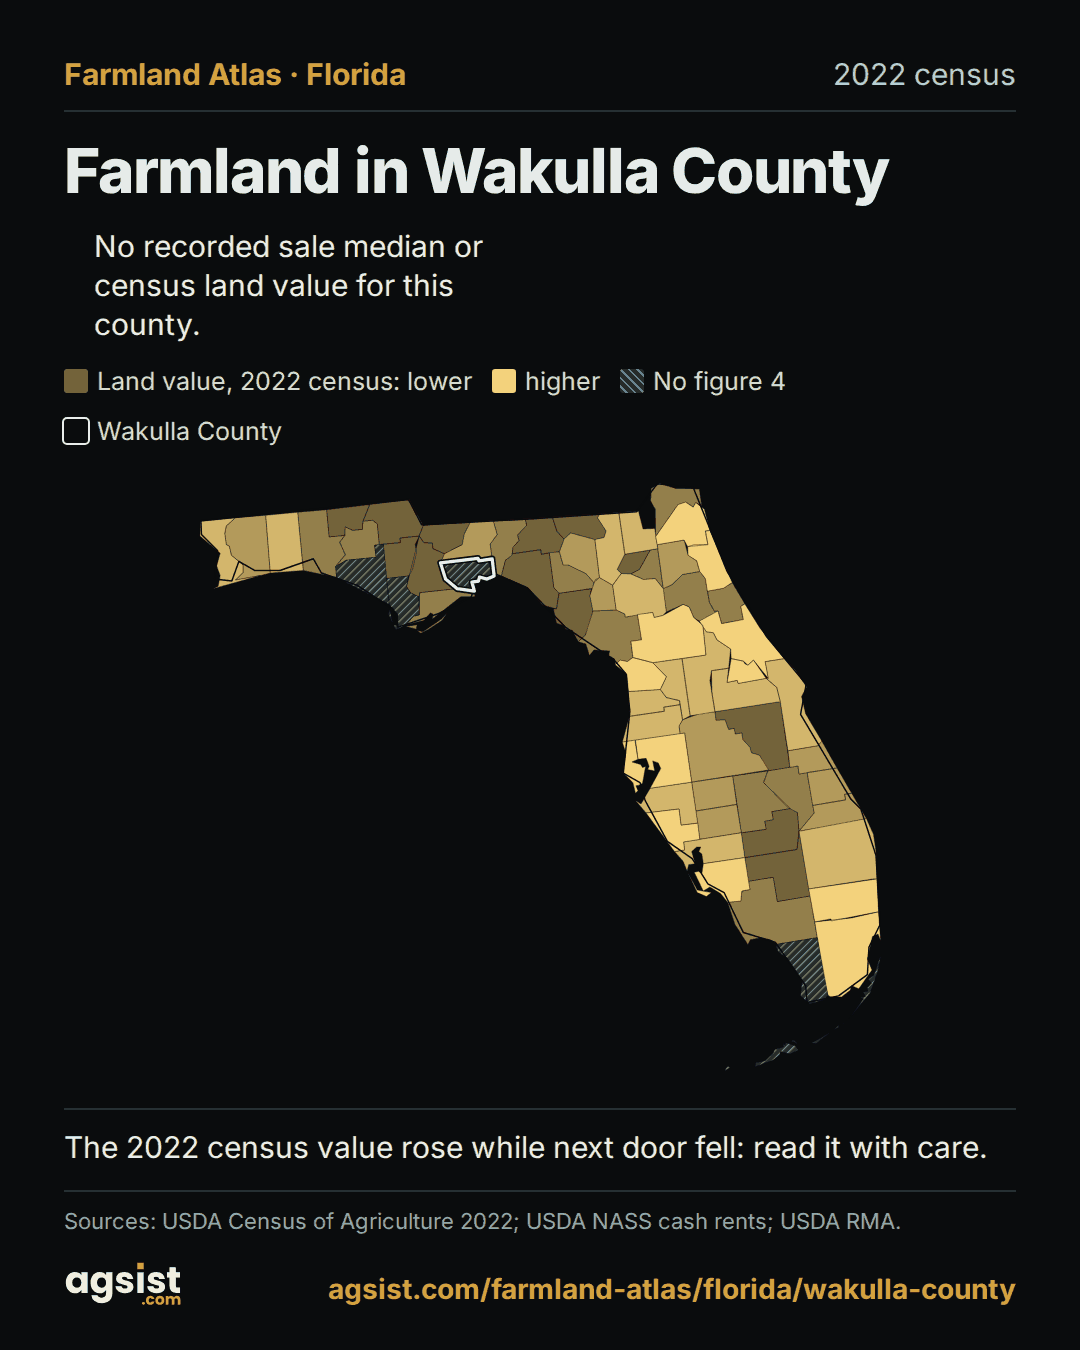 Farmland Atlas · Florida
2022 census
Farmland in Wakulla County
No recorded sale median or
census land value for this
county.
Land value, 2022 census: lower
higher
No figure 4
Wakulla County
The 2022 census value rose while next door fell: read it with care.
Sources: USDA Census of Agriculture 2022; USDA NASS cash rents; USDA RMA.
agsist
.com
agsist.com/farmland-atlas/florida/wakulla-county